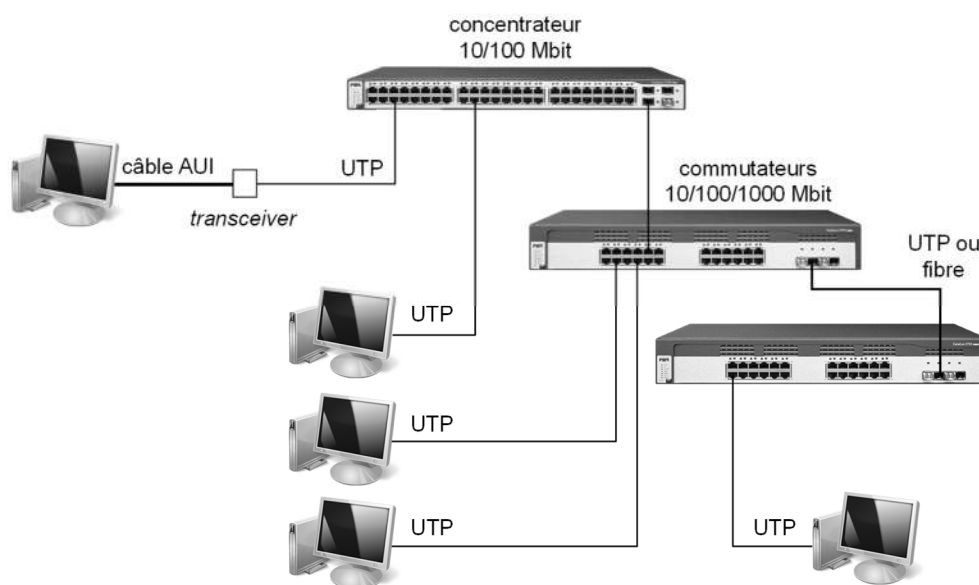 concentrateur
10/100 Mbit
câble AUI
UTP
transceiver
commutateurs
10/100/1000 Mbit
UTP ou
fibre
UTP
UTP
UTP
UTP